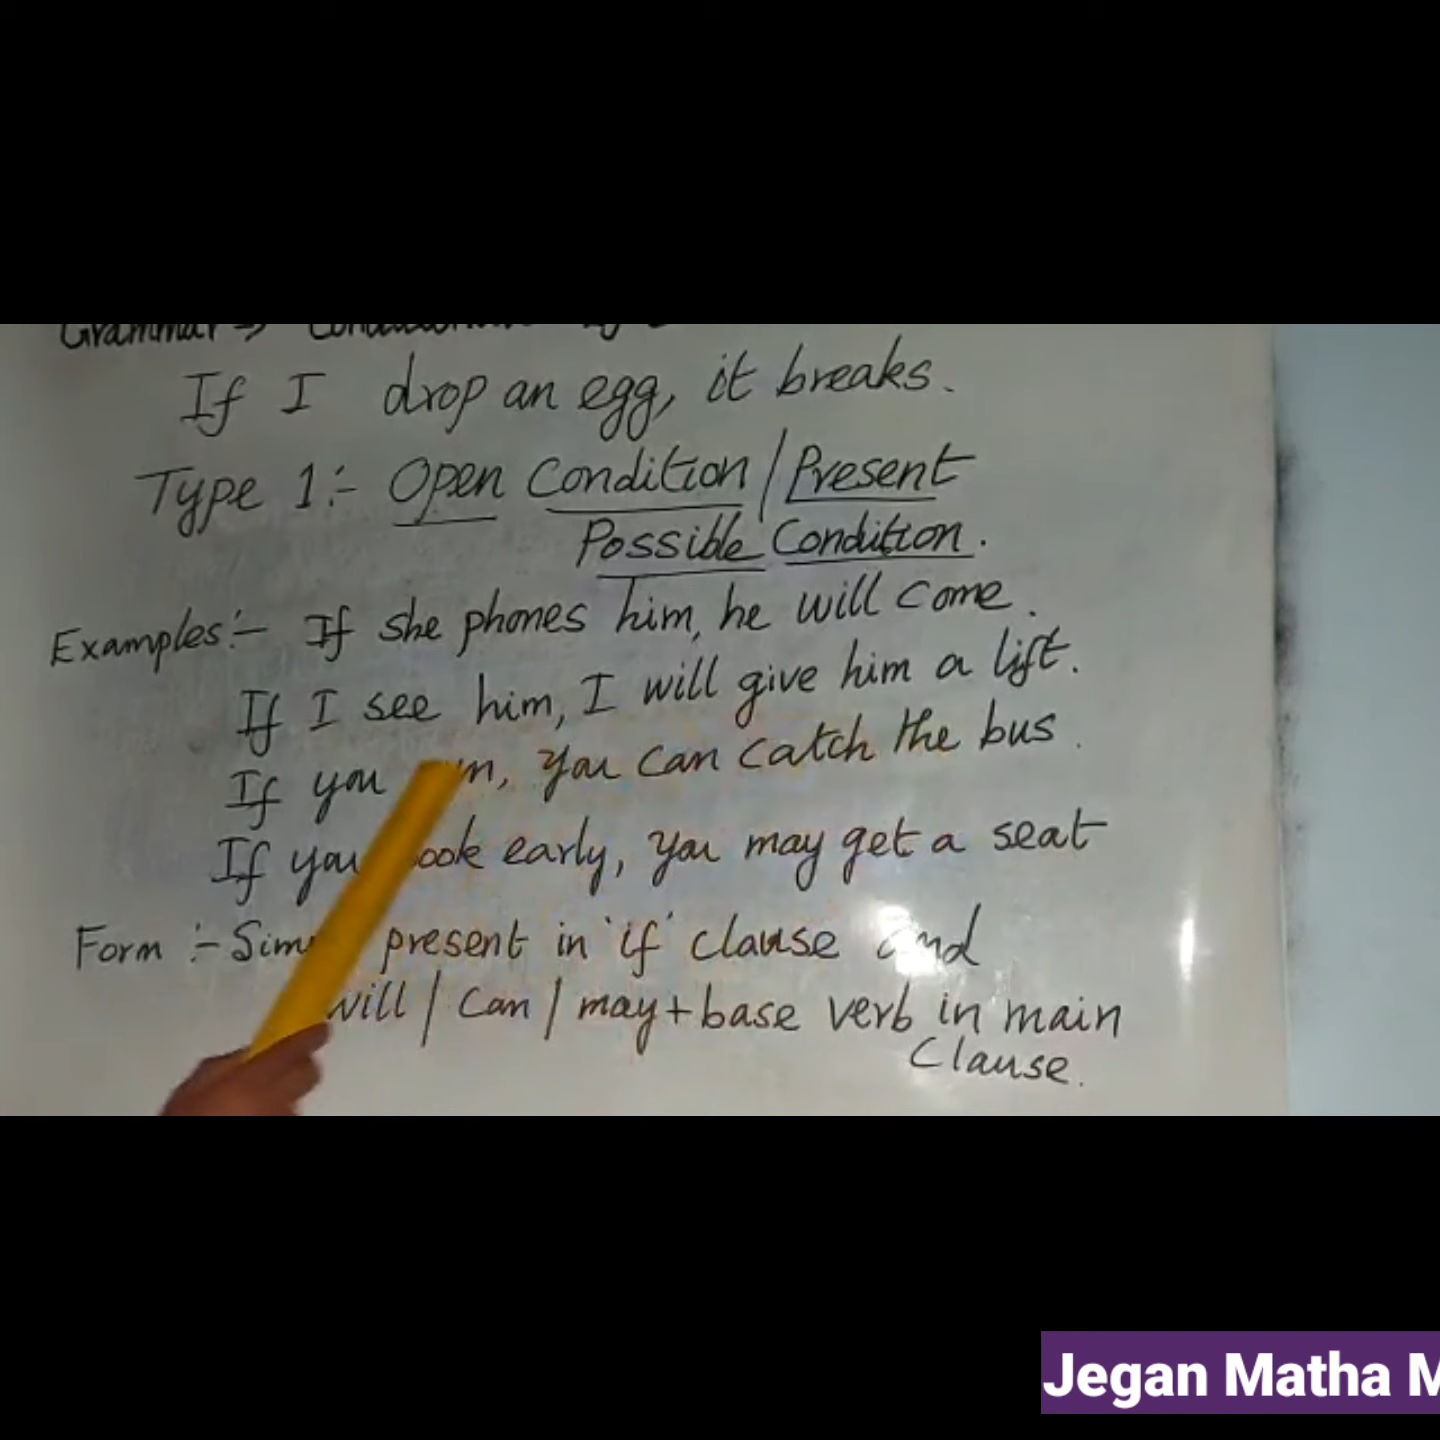 Grammar →
If I drop an egg, it breaks.
Type 1:- Open Condition / Present
Possible Condition.
Examples:- If she phones him, he will come.
If I see him, I will give him a lift.
If you, you can catch the bus.
If you early, you may get a seat
Form :- present in 'if' clause and
will / can / may + base verb in main
clause.
Jegan Matha M